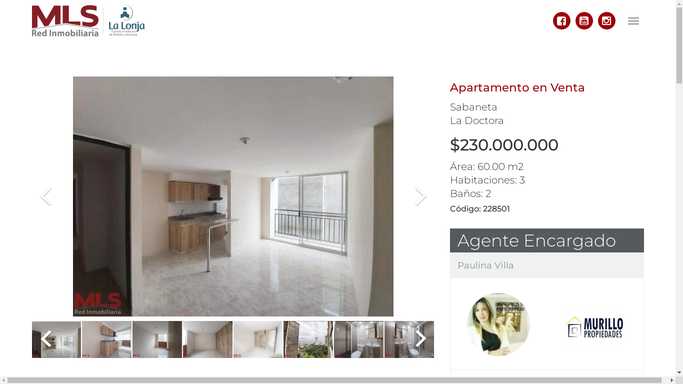 MLS
Red Inmobiliaria
La Lonja
Apartamento en Venta
Sabaneta
La Doctora
$230.000.000
Área: 60.00 m2
Habitaciones: 3
Baños: 2
Código: 228501
MLS
Red Inmobiliaria
Agente Encargado
Paulina Villa
MURILLO
PROPIEDADES